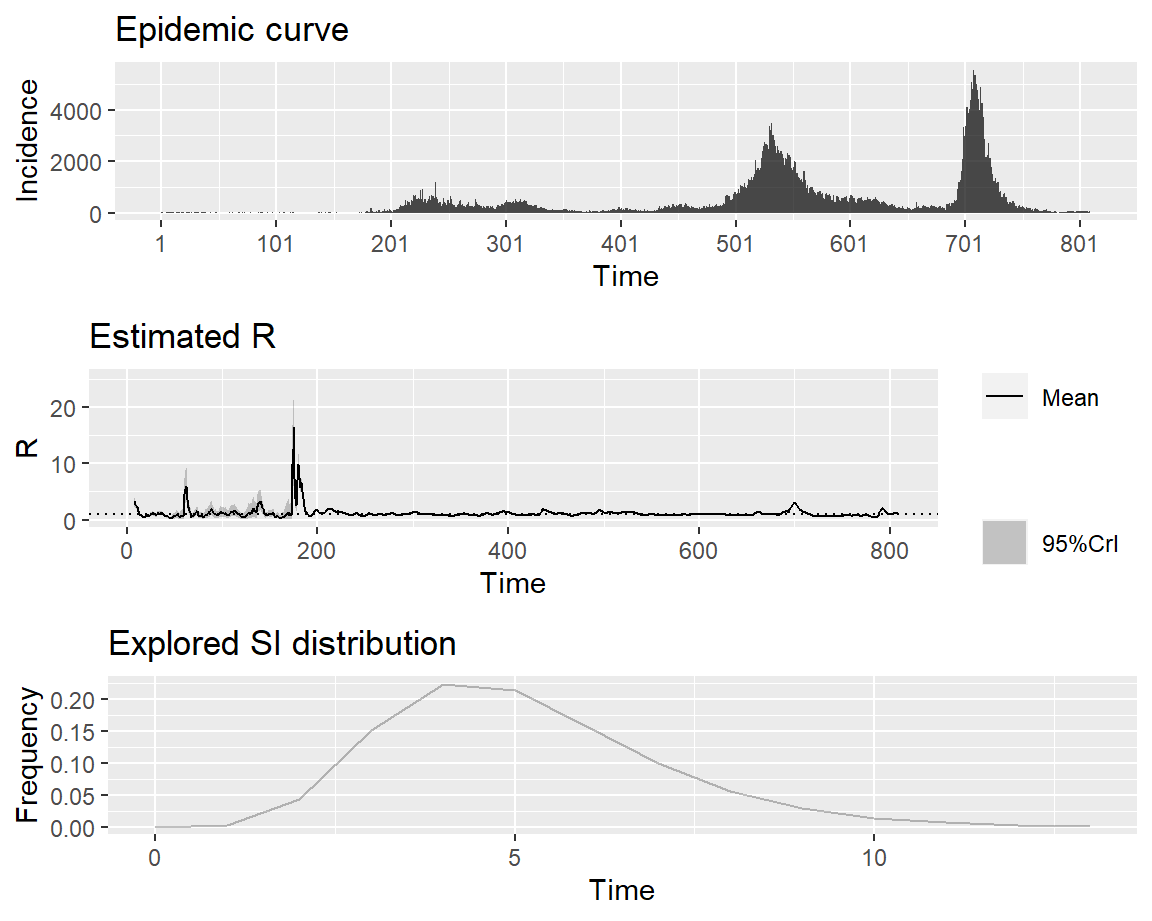 Epidemic curve
Incidence
4000
2000
0
1 101 201 301 401 501 601 701 801
Time
Estimated R
R
20
10
0
0 200 400 600 800
Time
Mean
95%CrI
Explored SI distribution
Frequency
0.20
0.15
0.10
0.05
0.00
0 5 10
Time